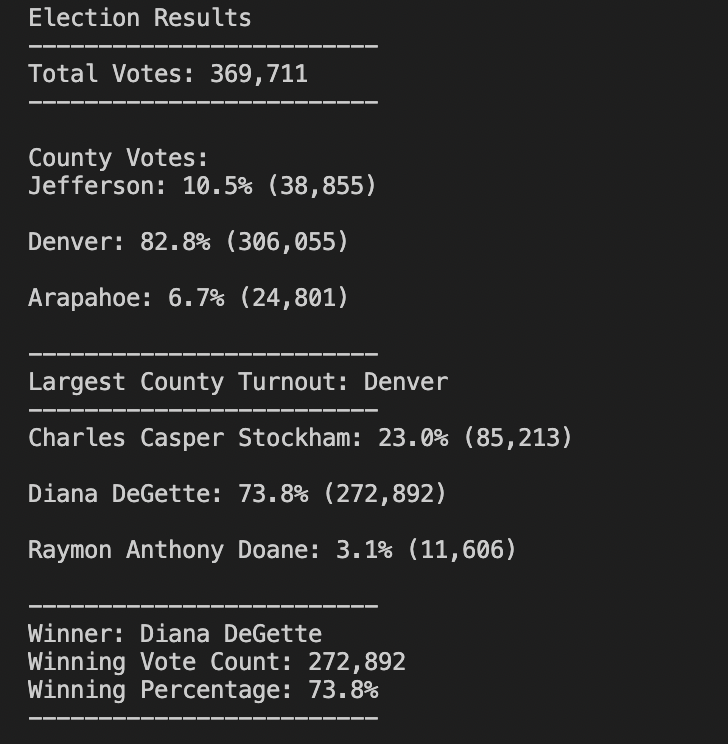 Election Results
-------------------------
Total Votes: 369,711
-------------------------
County Votes:
Jefferson: 10.5% (38,855)
Denver: 82.8% (306,055)
Arapahoe: 6.7% (24,801)
-------------------------
Largest County Turnout: Denver
-------------------------
Charles Casper Stockham: 23.0% (85,213)
Diana DeGette: 73.8% (272,892)
Raymon Anthony Doane: 3.1% (11,606)
-------------------------
Winner: Diana DeGette
Winning Vote Count: 272,892
Winning Percentage: 73.8%
-------------------------